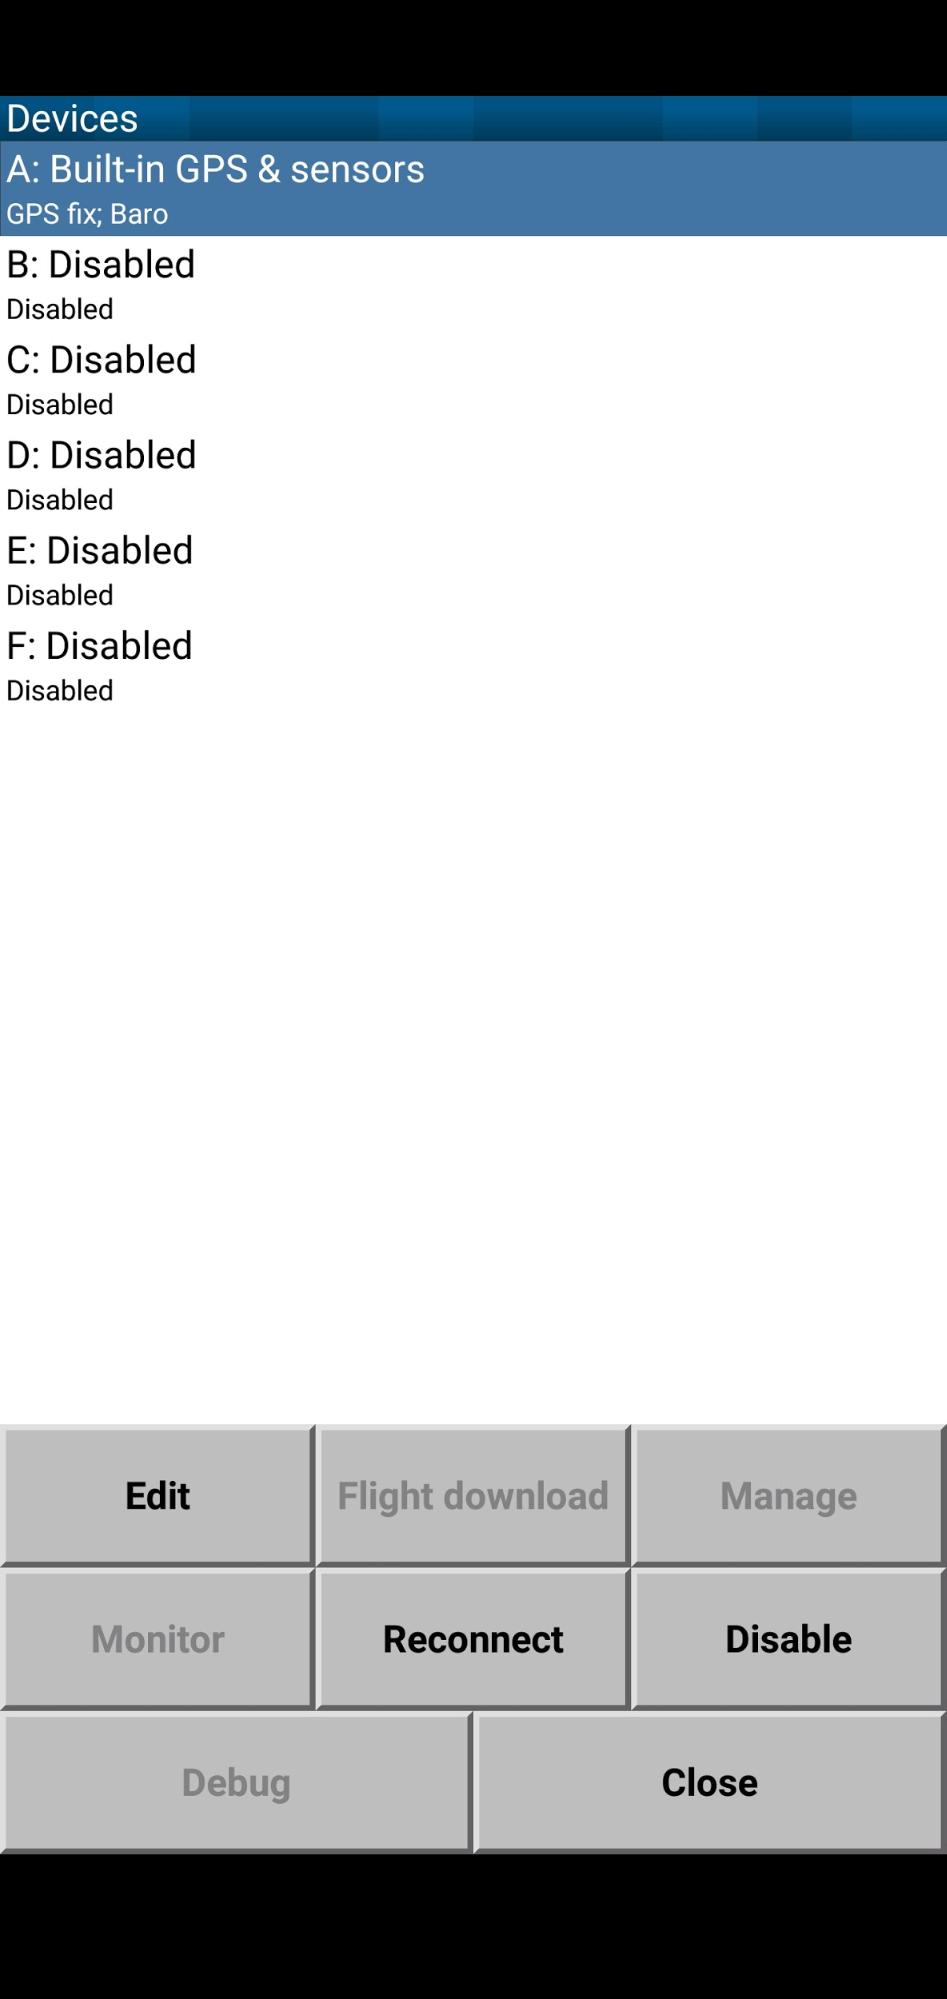 Devices
A: Built-in GPS & sensors
GPS fix; Baro
B: Disabled
Disabled
C: Disabled
Disabled
D: Disabled
Disabled
E: Disabled
Disabled
F: Disabled
Disabled
Edit
Flight download
Manage
Monitor
Reconnect
Disable
Debug
Close